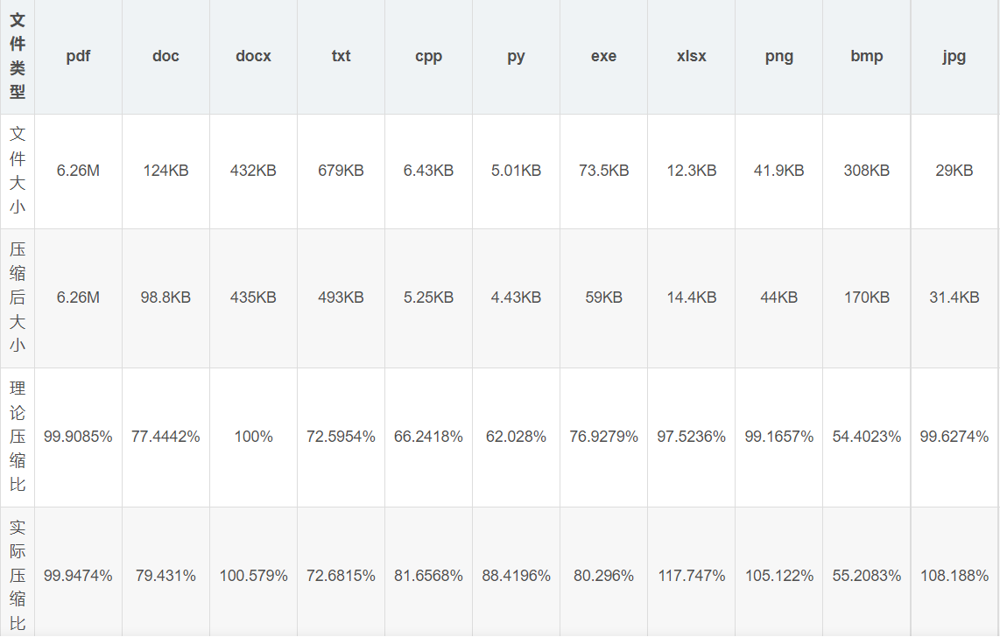 文件类型 pdf doc docx txt cpp py exe xlsx png bmp jpg
文件大小 6.26M 124KB 432KB 679KB 6.43KB 5.01KB 73.5KB 12.3KB 41.9KB 308KB 29KB
压缩后大小 6.26M 98.8KB 435KB 493KB 5.25KB 4.43KB 59KB 14.4KB 44KB 170KB 31.4KB
理论压缩比 99.9085% 77.4442% 100% 72.5954% 66.2418% 62.028% 76.9279% 97.5236% 99.1657% 54.4023% 99.6274%
实际压缩比 99.9474% 79.431% 100.579% 72.6815% 81.6568% 88.4196% 80.296% 117.747% 105.122% 55.2083% 108.188%